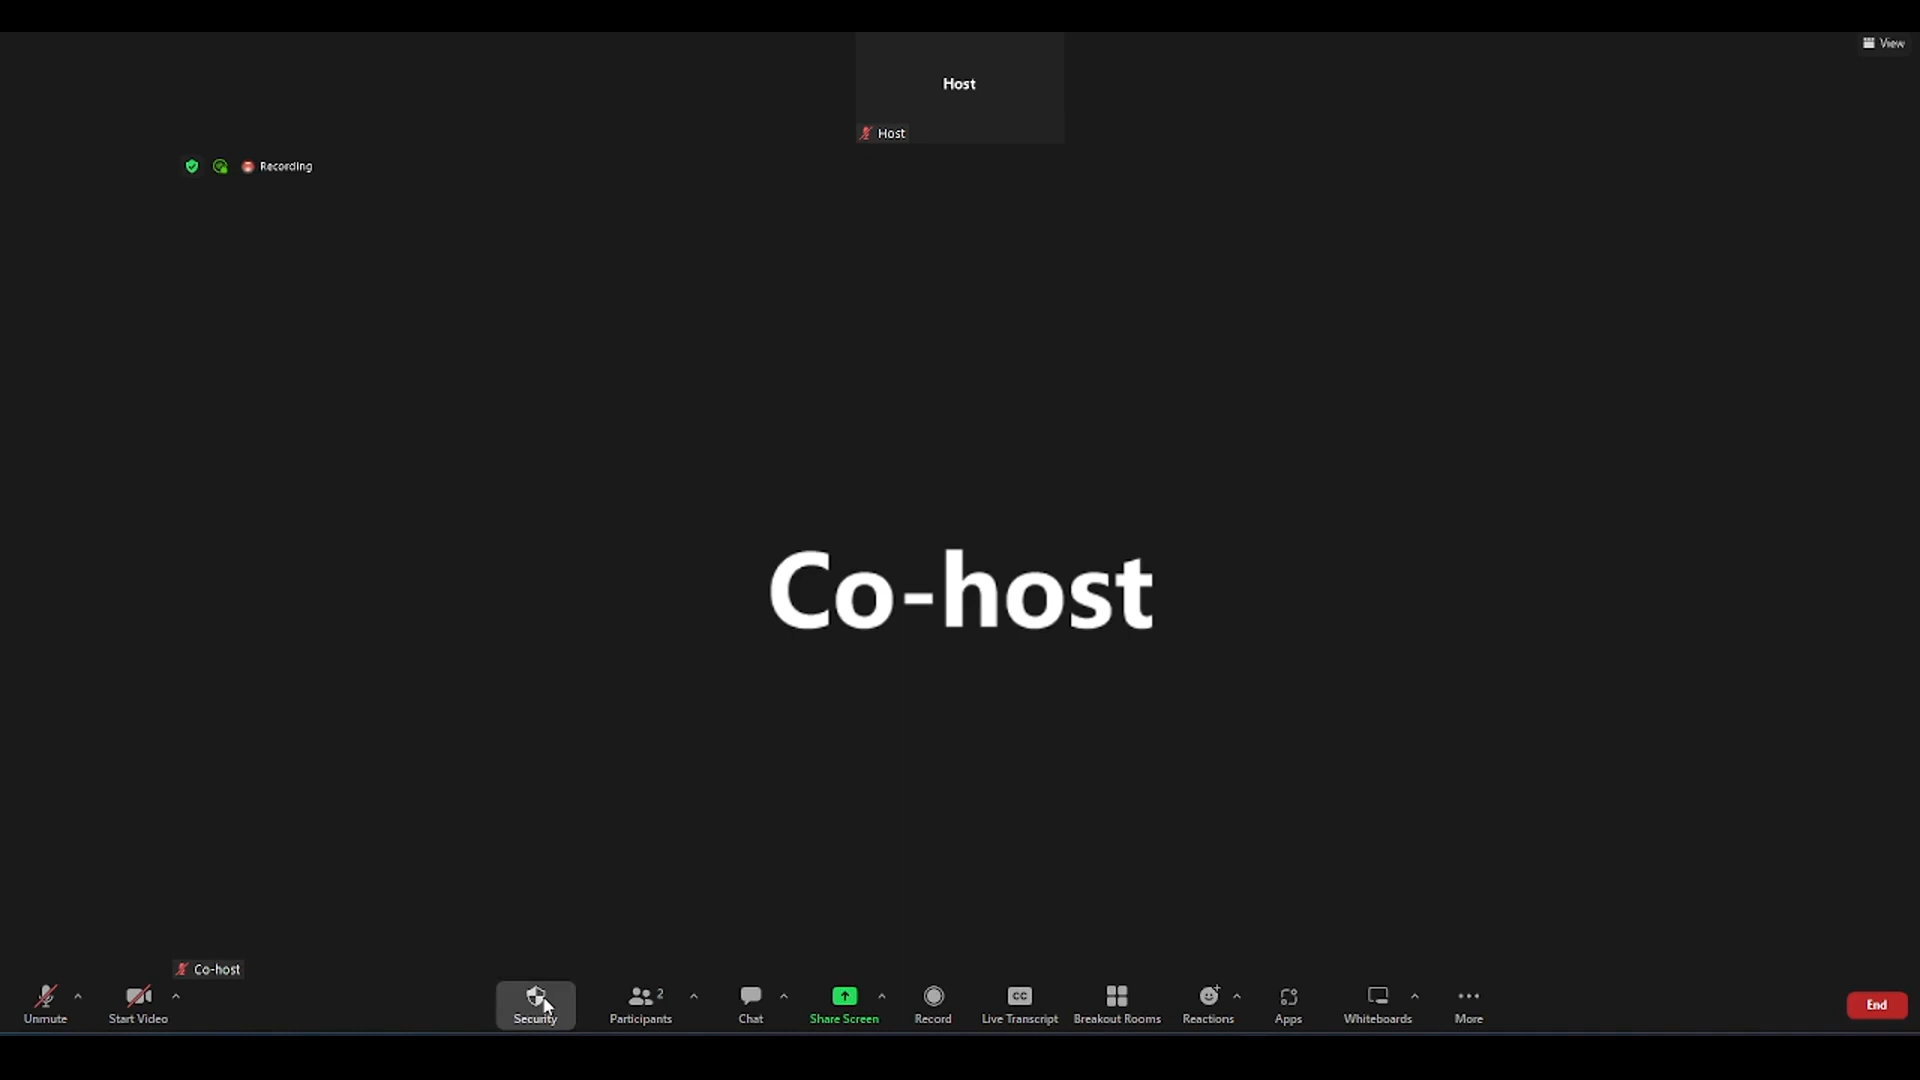 View
Host
Host
Recording
Co-host
Co-host
Unmute
Start Video
Security
Participants
2
Chat
Share Screen
Record
CC
Live Transcript
Breakout Rooms
Reactions
Apps
Whiteboards
More
End